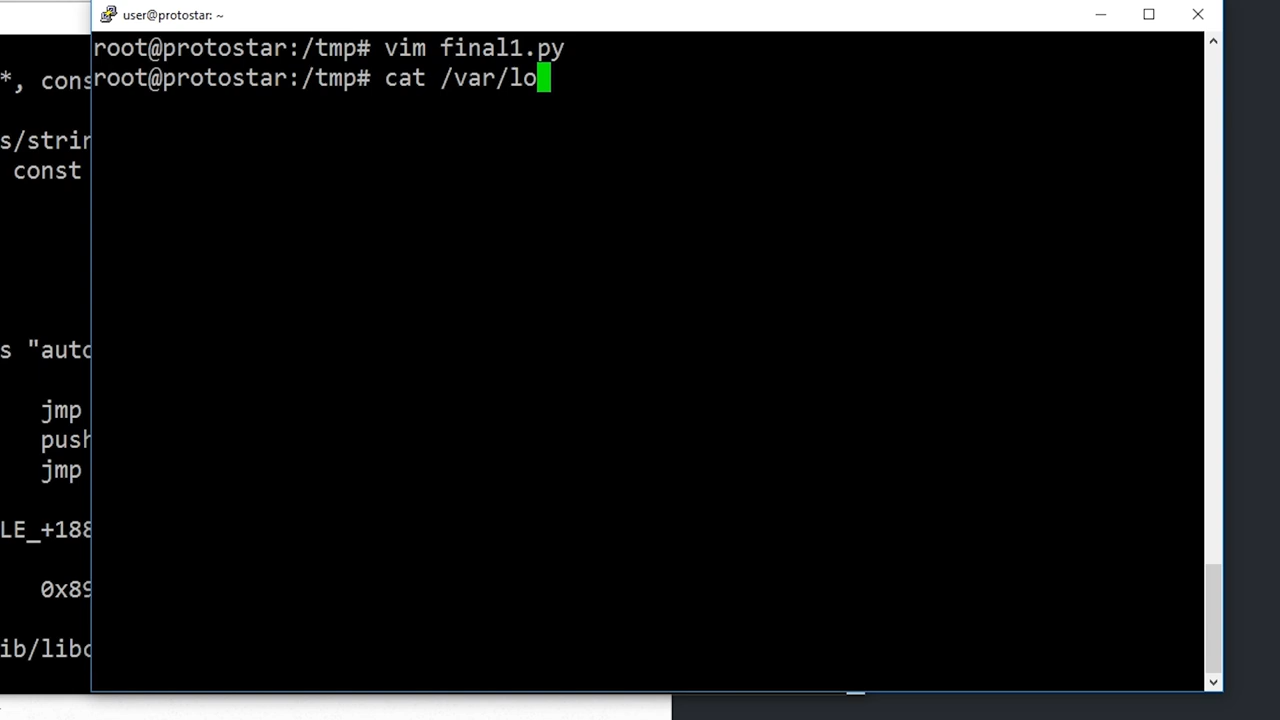 user@protostar: ~
root@protostar:/tmp# vim final1.py
root@protostar:/tmp# cat /var/lo
*, cons
s/strin
const
s "auto
jmp
push
jmp
LE_+188
0x89
ib/libc